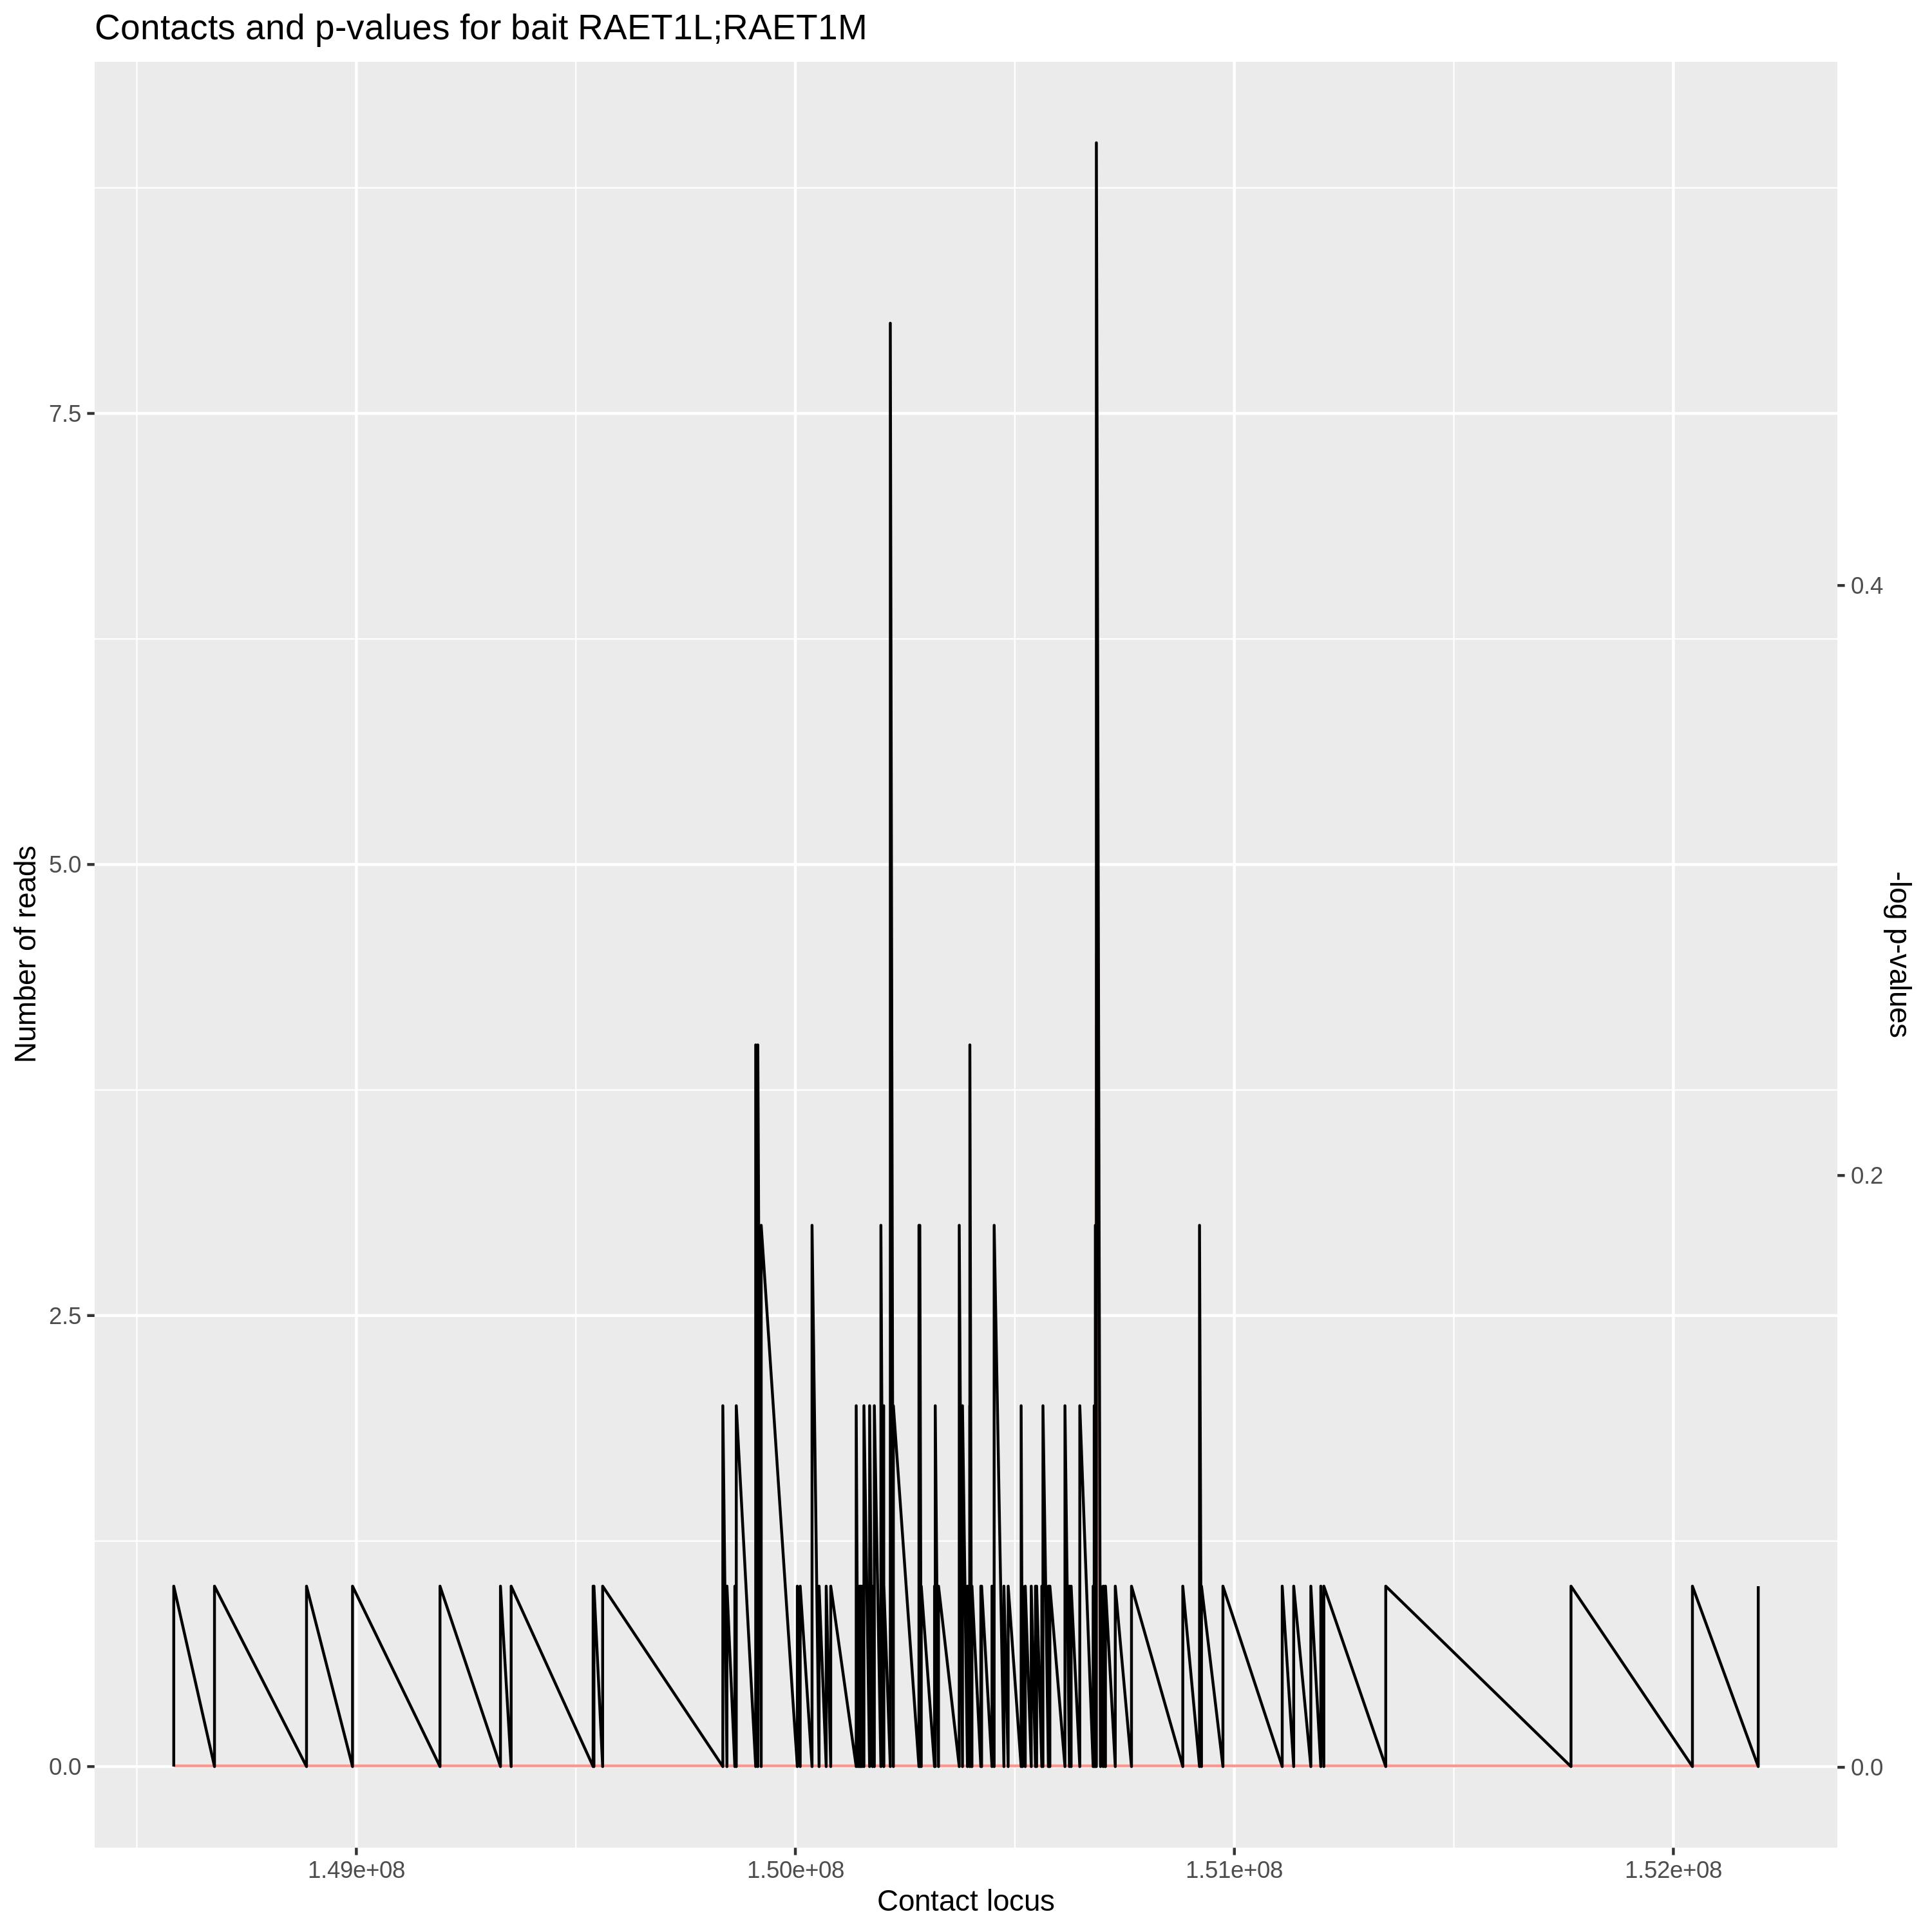 Contacts and p-values for bait RAET1L;RAET1M
7.5
5.0
2.5
0.0
Number of reads
0.4
0.2
0.0
-log p-values
1.49e+08
1.50e+08
1.51e+08
1.52e+08
Contact locus